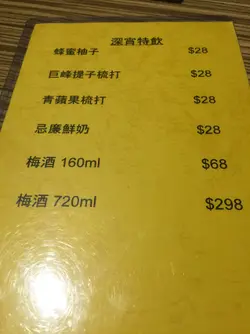 深宵特飲
蜂蜜柚子 $28
巨峰提子梳打 $28
青蘋果梳打 $28
忌廉鮮奶 $28
梅酒 160ml $68
梅酒 720ml $298